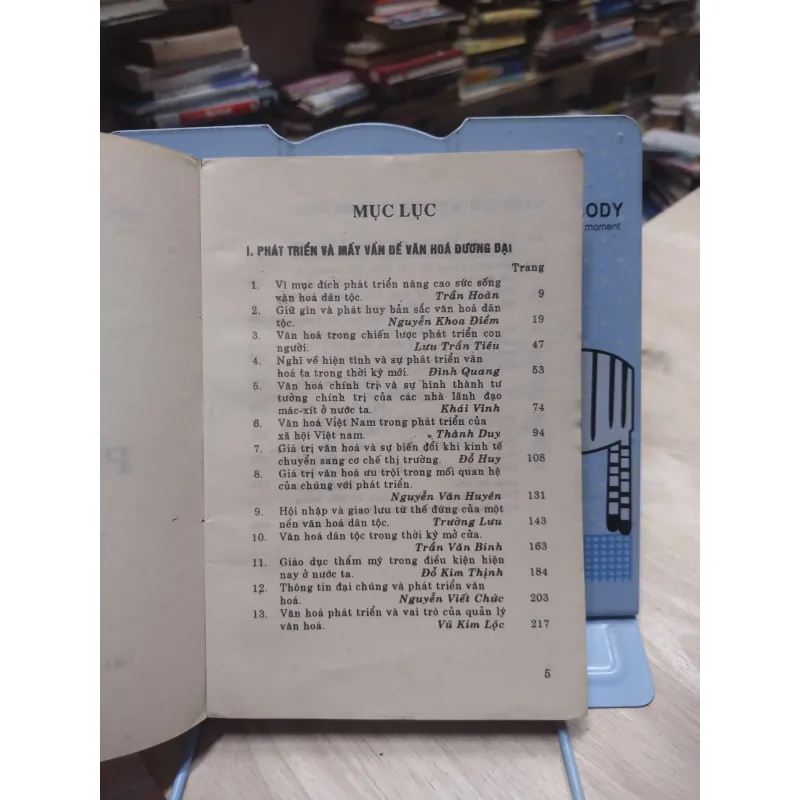 MỤC LỤC
I. PHÁT TRIỂN VÀ MẤY VẤN ĐỀ VĂN HOÁ ĐƯƠNG ĐẠI
Trang
1. Vì mục đích phát triển nâng cao sức sống
văn hoá dân tộc. Trần Hoàn 9
2. Giữ gìn và phát huy bản sắc văn hoá dân
tộc. Nguyễn Khoa Điềm 19
3. Văn hoá trong chiến lược phát triển con
người. Lưu Trần Tiêu 47
4. Nghĩ về hiện tình và sự phát triển văn
hoá ta trong thời kỳ mới. Đình Quang 53
5. Văn hoá chính trị và sự hình thành tư
tưởng chính trị của các nhà lãnh đạo
mác-xít ở nước ta. Khái Vinh 74
6. Văn hoá Việt Nam trong phát triển của
xã hội Việt nam. Thành Duy 94
7. Giá trị văn hoá và sự biến đổi khi kinh tế
chuyển sang cơ chế thị trường. Đỗ Huy 108
8. Giá trị văn hoá ưu trội trong mối quan hệ
của chúng với phát triển.
Nguyễn Văn Huyên 131
9. Hội nhập và giao lưu từ thế đứng của một
nền văn hoá dân tộc. Trường Lưu 143
10. Văn hoá dân tộc trong thời kỳ mở cửa.
Trần Văn Bính 163
11. Giáo dục thẩm mỹ trong điều kiện hiện
nay ở nước ta. Đỗ Kim Thịnh 184
12. Thông tin đại chúng và phát triển văn
hoá. Nguyễn Viết Chức 203
13. Văn hoá phát triển và vai trò của quản lý
văn hoá. Vũ Kim Lộc 217
5
LODY
moment
P